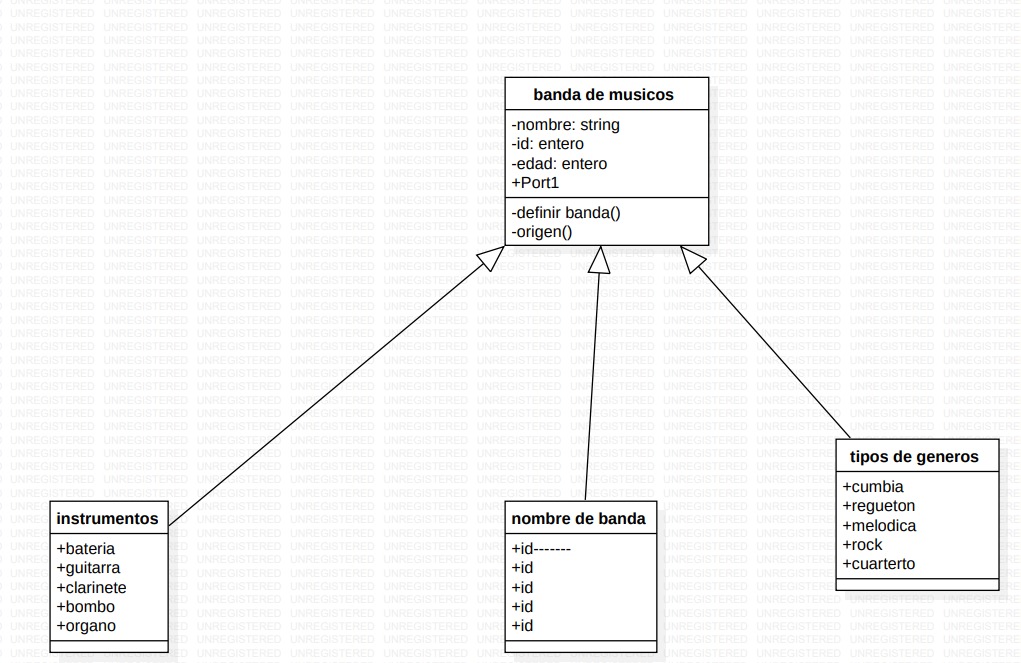 banda de musicos
-nombre: string
-id: entero
-edad: entero
+Port1
-definir banda()
-origen()
instrumentos
+bateria
+guitarra
+clarinete
+bombo
+organo
nombre de banda
+id-------
+id
+id
+id
+id
tipos de generos
+cumbia
+regueton
+melodica
+rock
+cuarterto
UNREGISTERED